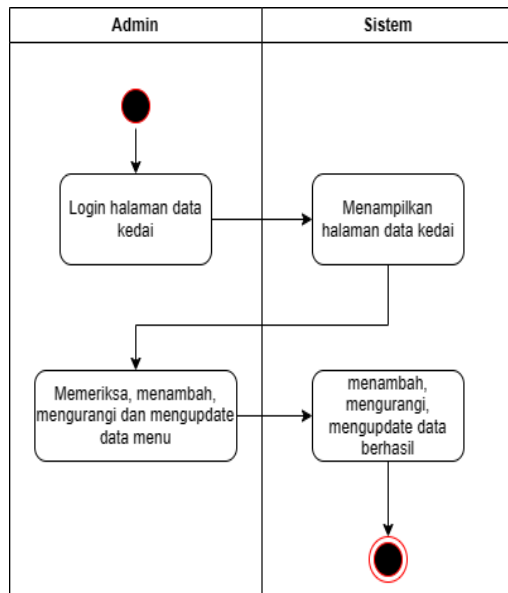 Admin
Sistem
Login halaman data
kedai
Menampilkan
halaman data kedai
Memeriksa, menambah,
mengurangi dan mengupdate
data menu
menambah,
mengurangi,
mengupdate data
berhasil